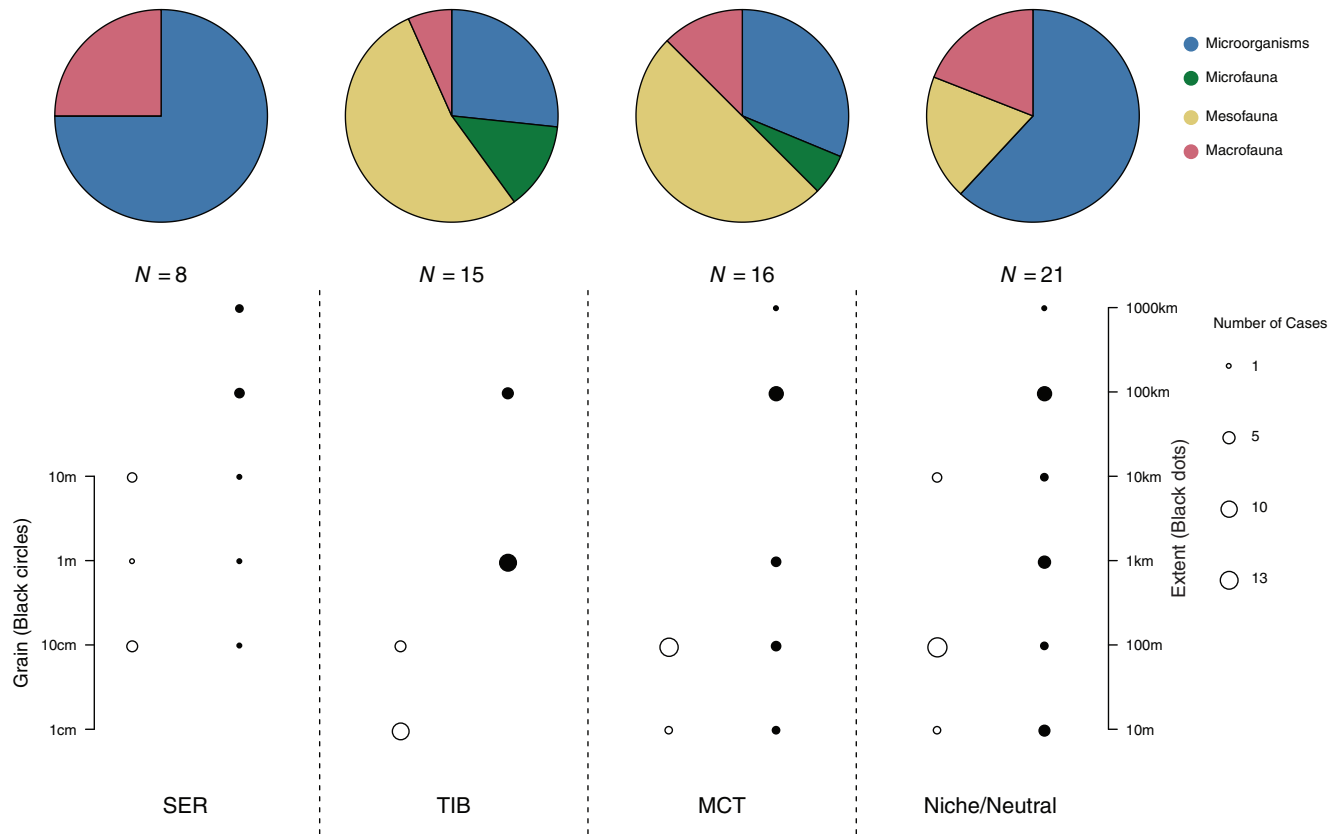 Microorganisms
Microfauna
Mesofauna
Macrofauna
N = 8
N = 15
N = 16
N = 21
Grain (Black circles)
10m
1m
10cm
1cm
1000km
100km
10km
1km
100m
10m
Extent (Black dots)
Number of Cases
1
5
10
13
SER
TIB
MCT
Niche/Neutral